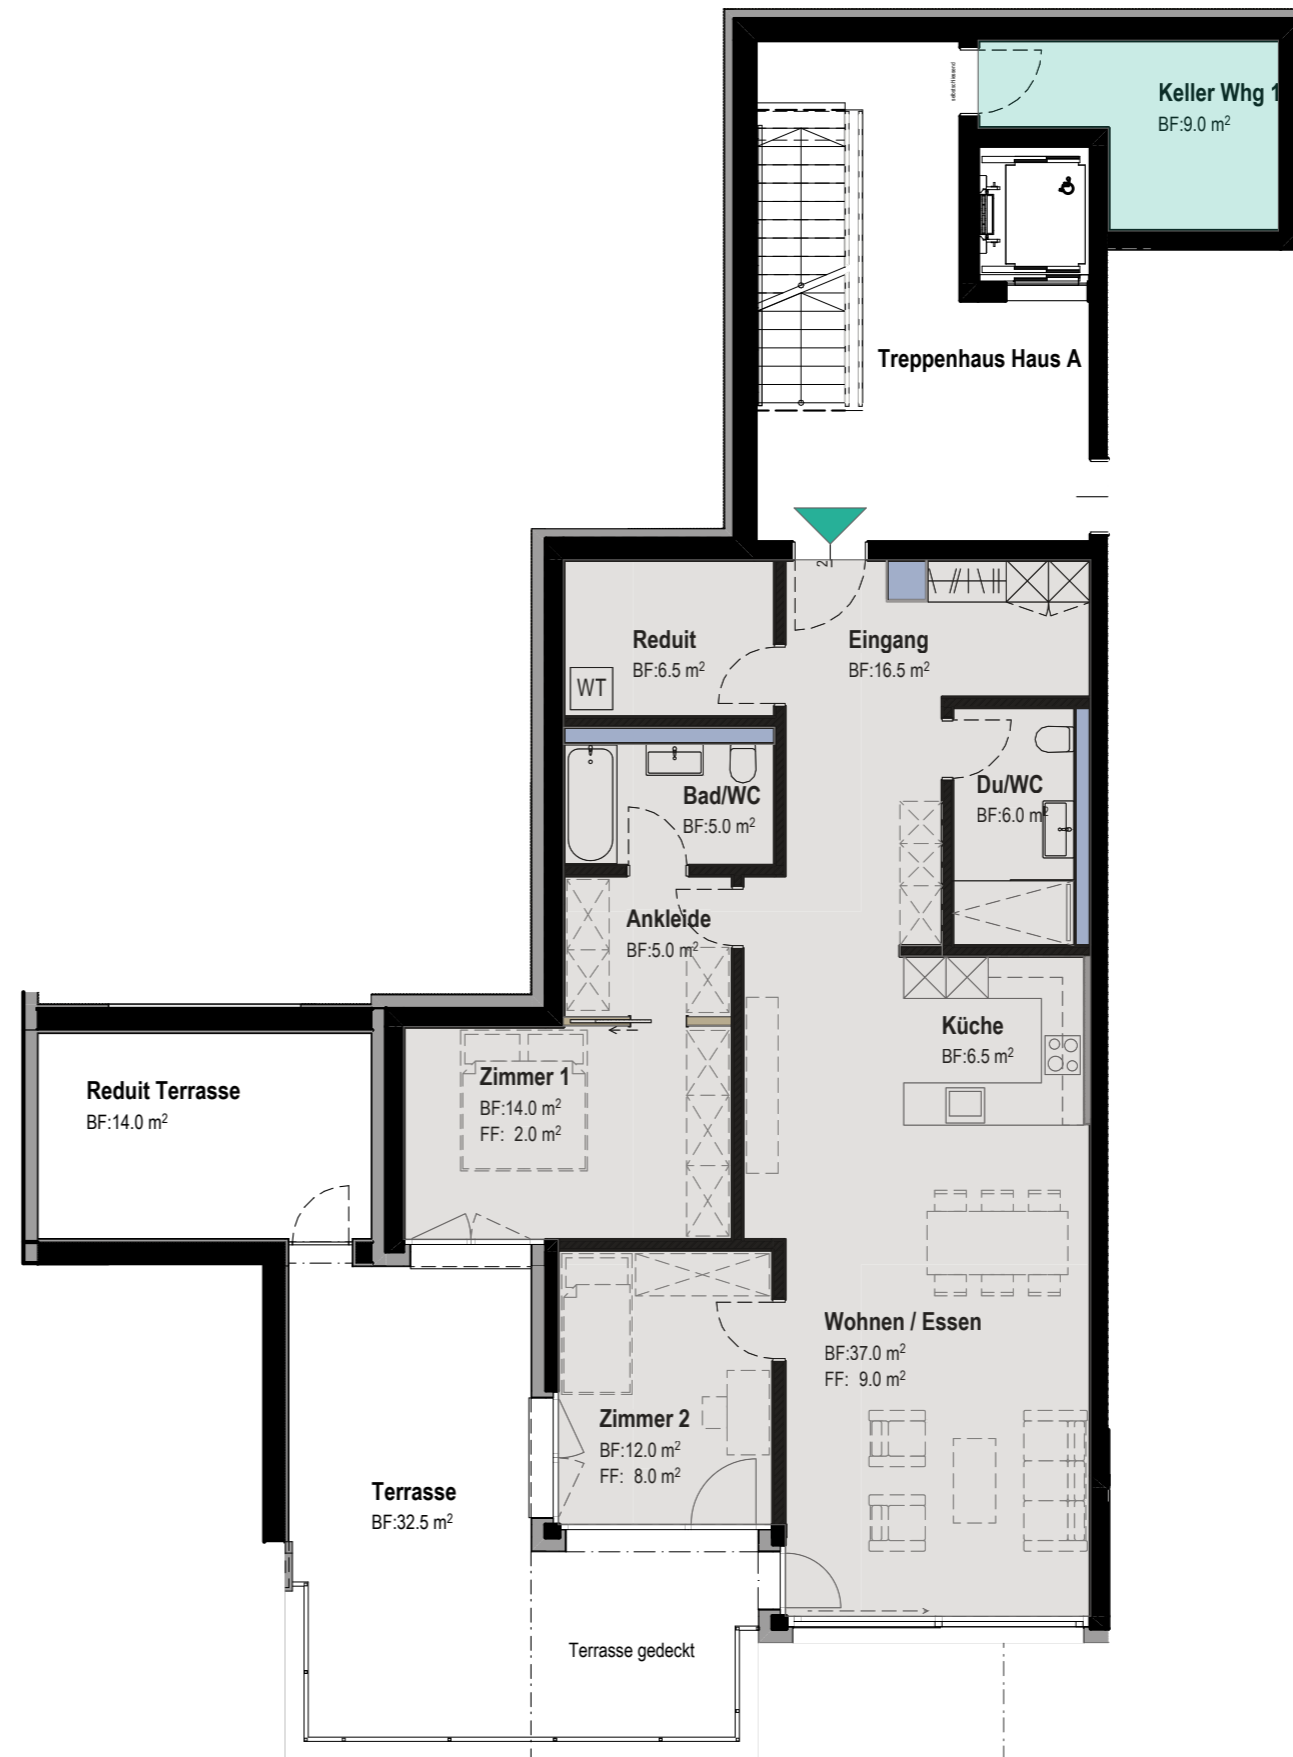 selbstschliessend
Keller Whg 1
BF:9.0 m²
Treppenhaus Haus A
2
Reduit
BF:6.5 m²
WT
Eingang
BF:16.5 m²
Bad/WC
BF:5.0 m²
Du/WC
BF:6.0 m²
Ankleide
BF:5.0 m²
Küche
BF:6.5 m²
Reduit Terrasse
BF:14.0 m²
Zimmer 1
BF:14.0 m²
FF: 2.0 m²
Wohnen / Essen
BF:37.0 m²
FF: 9.0 m²
Zimmer 2
BF:12.0 m²
FF: 8.0 m²
Terrasse
BF:32.5 m²
Terrasse gedeckt